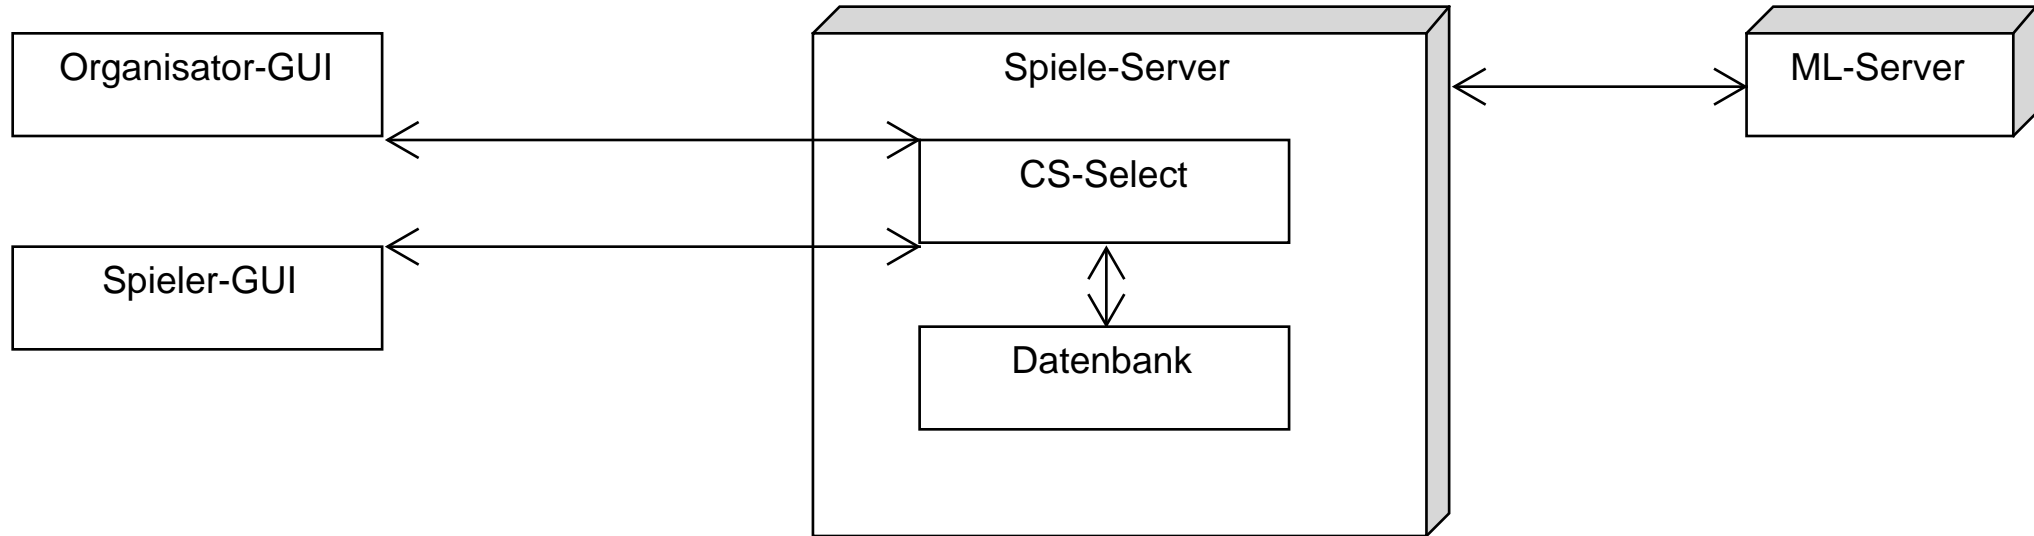 Organisator-GUI
Spiele-Server
ML-Server
CS-Select
Spieler-GUI
Datenbank